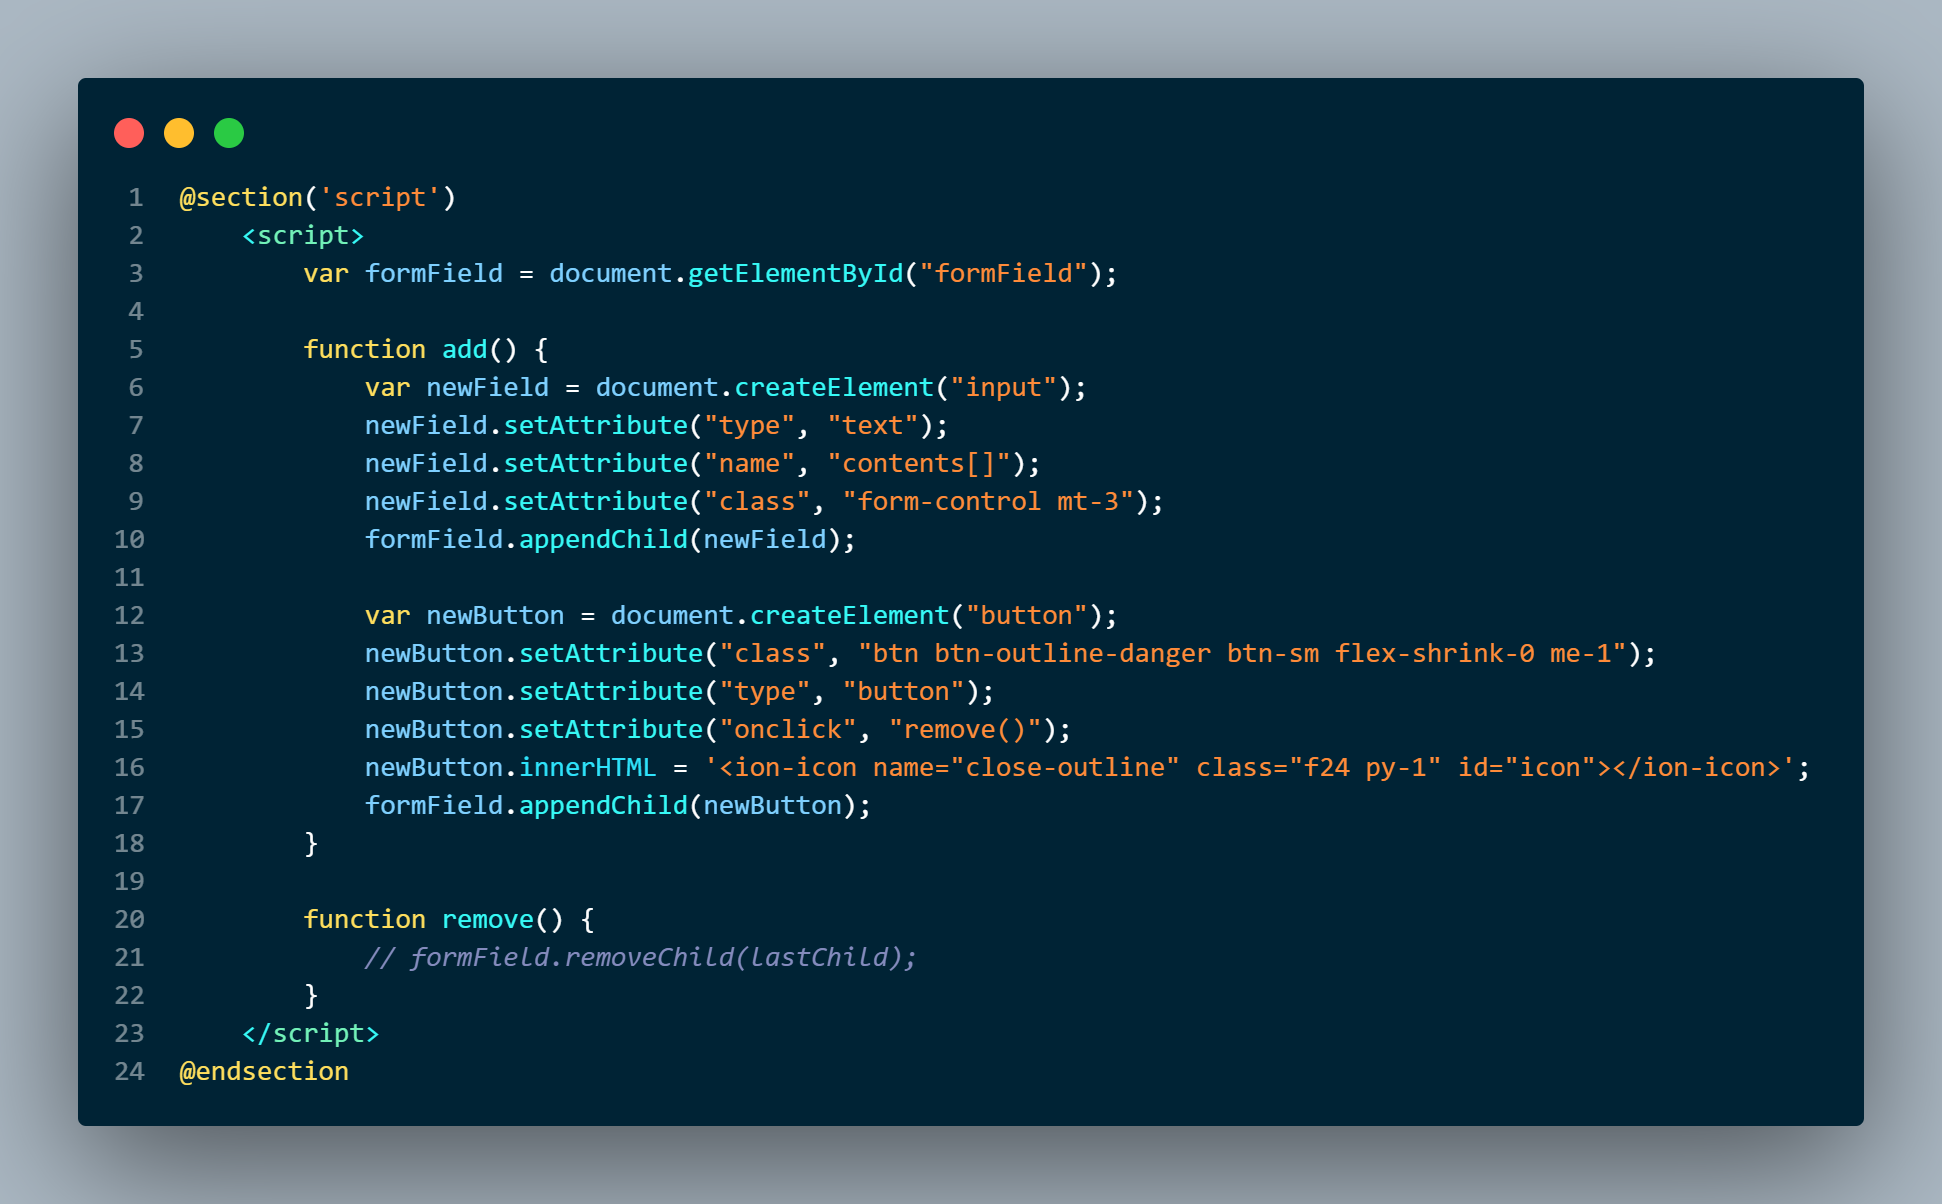 1 @section('script')
2     <script>
3         var formField = document.getElementById("formField");
4
5         function add() {
6             var newField = document.createElement("input");
7             newField.setAttribute("type", "text");
8             newField.setAttribute("name", "contents[]");
9             newField.setAttribute("class", "form-control mt-3");
10             formField.appendChild(newField);
11
12             var newButton = document.createElement("button");
13             newButton.setAttribute("class", "btn btn-outline-danger btn-sm flex-shrink-0 me-1");
14             newButton.setAttribute("type", "button");
15             newButton.setAttribute("onclick", "remove()");
16             newButton.innerHTML = '<ion-icon name="close-outline" class="f24 py-1" id="icon"></ion-icon>';
17             formField.appendChild(newButton);
18         }
19
20         function remove() {
21             // formField.removeChild(lastChild);
22         }
23     </script>
24 @endsection